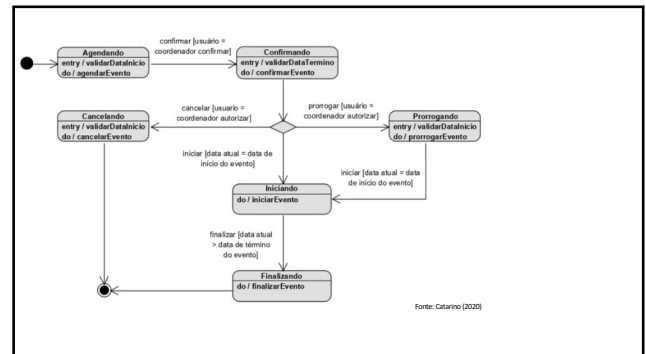 confirmar [usuário =
coordenador confirmar]
Agendando
entry / validarDataInicio
do / agendarEvento
Confirmando
entry / validarDataTermino
do / confirmarEvento
cancelar [usuario =
coordenador autorizar]
prorrogar [usuário =
coordenador autorizar]
Cancelando
entry / validarDataInicio
do / cancelarEvento
Prorrogando
entry / validarDataInicio
do / prorrogarEvento
iniciar [data atual = data de
inicio do evento]
iniciar [data atual = data
de inicio do evento]
Iniciando
do / iniciarEvento
finalizar [data atual
> data de término
do evento]
Finalizando
do / finalizarEvento
Fonte: Catarino (2020)